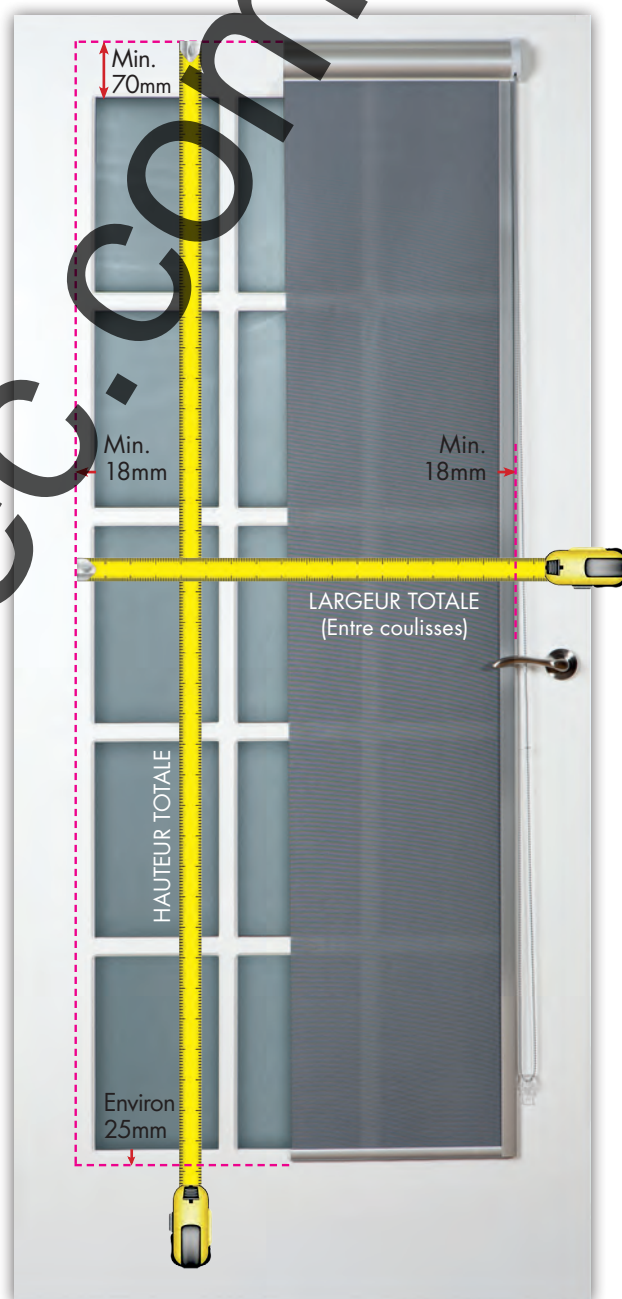 Min.
70mm
Min.
18mm
Min.
18mm
LARGEUR TOTALE
(Entre coulisses)
HAUTEUR TOTALE
Environ
25mm